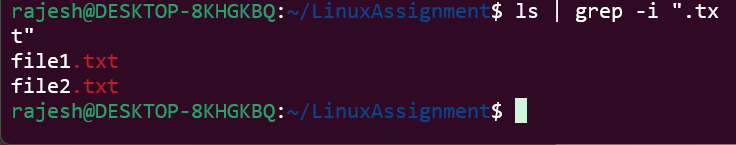 rajesh@DESKTOP-8KHGKBQ:~/LinuxAssignment$ ls | grep -i ".tx
t"
file1.txt
file2.txt
rajesh@DESKTOP-8KHGKBQ:~/LinuxAssignment$